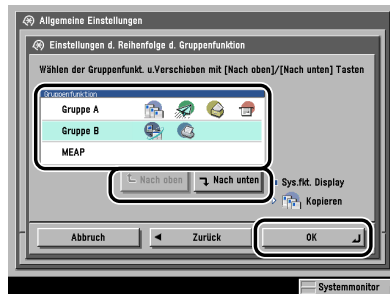 Allgemeine Einstellungen
Einstellungen d. Reihenfolge d. Gruppenfunktion
Wählen der Gruppenfunkt. u.Verschieben mit [Nach oben]/[Nach unten] Tasten
Gruppenfunktion
Gruppe A
Gruppe B
MEAP
Nach oben Nach unten
Sys.fkt. Display
Kopieren
Abbruch Zurück OK
Systemmonitor